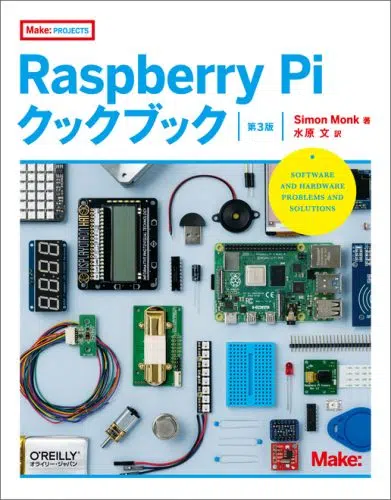 Make: PROJECTS
Raspberry Pi
クックブック
第3版
Simon Monk 著
水原 文 訳
SOFTWARE
AND HARDWARE
PROBLEMS AND
SOLUTIONS
O'REILLY®
オライリー・ジャパン
Make: